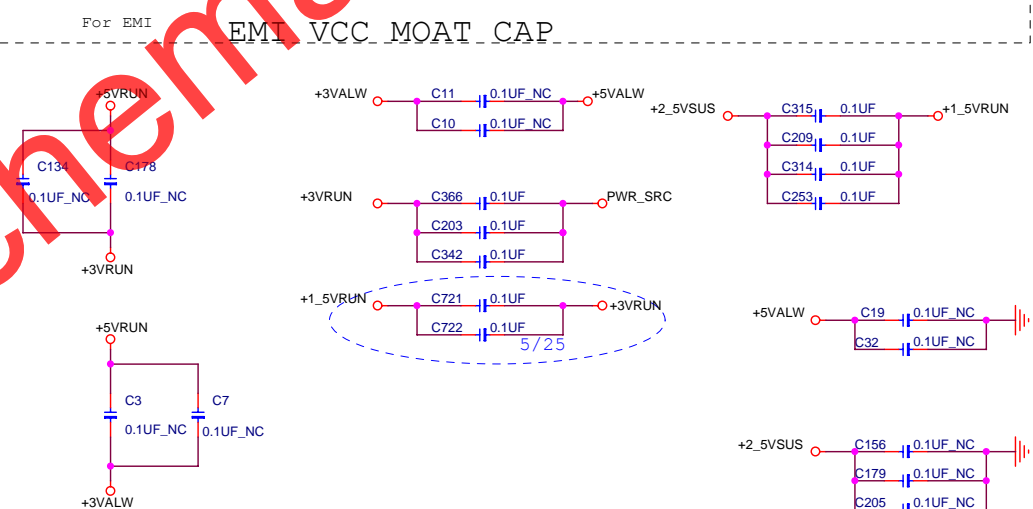 For EMI
EMI VCC MOAT CAP
chema
+5VRUN
C134
C178
0.1UF_NC
0.1UF_NC
+3VRUN
+5VRUN
C3
C7
0.1UF_NC
0.1UF_NC
+3VALW
+3VALW
C11
0.1UF_NC
+5VALW
C10
0.1UF_NC
+3VRUN
C366
0.1UF
PWR_SRC
C203
0.1UF
C342
0.1UF
+1_5VRUN
C721
0.1UF
+3VRUN
C722
0.1UF
5/25
+2_5VSUS
C315
0.1UF
+1_5VRUN
C209
0.1UF
C314
0.1UF
C253
0.1UF
+5VALW
C19
0.1UF_NC
C32
0.1UF_NC
+2_5VSUS
C156
0.1UF_NC
C179
0.1UF_NC
C205
0.1UF_NC